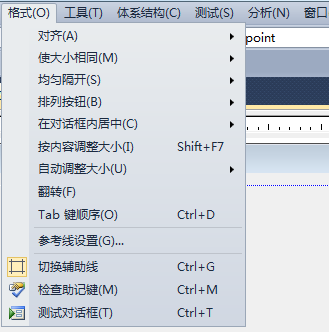 格式(O) 工具(T) 体系结构(C) 测试(S) 分析(N) 窗口(W)
point
对齐(A)
使大小相同(M)
均匀隔开(S)
排列按钮(B)
在对话框内居中(C)
按内容调整大小(I) Shift+F7
自动调整大小(U)
翻转(F)
Tab 键顺序(O) Ctrl+D
参考线设置(G)...
切换辅助线 Ctrl+G
检查助记键(M) Ctrl+M
测试对话框(T) Ctrl+T